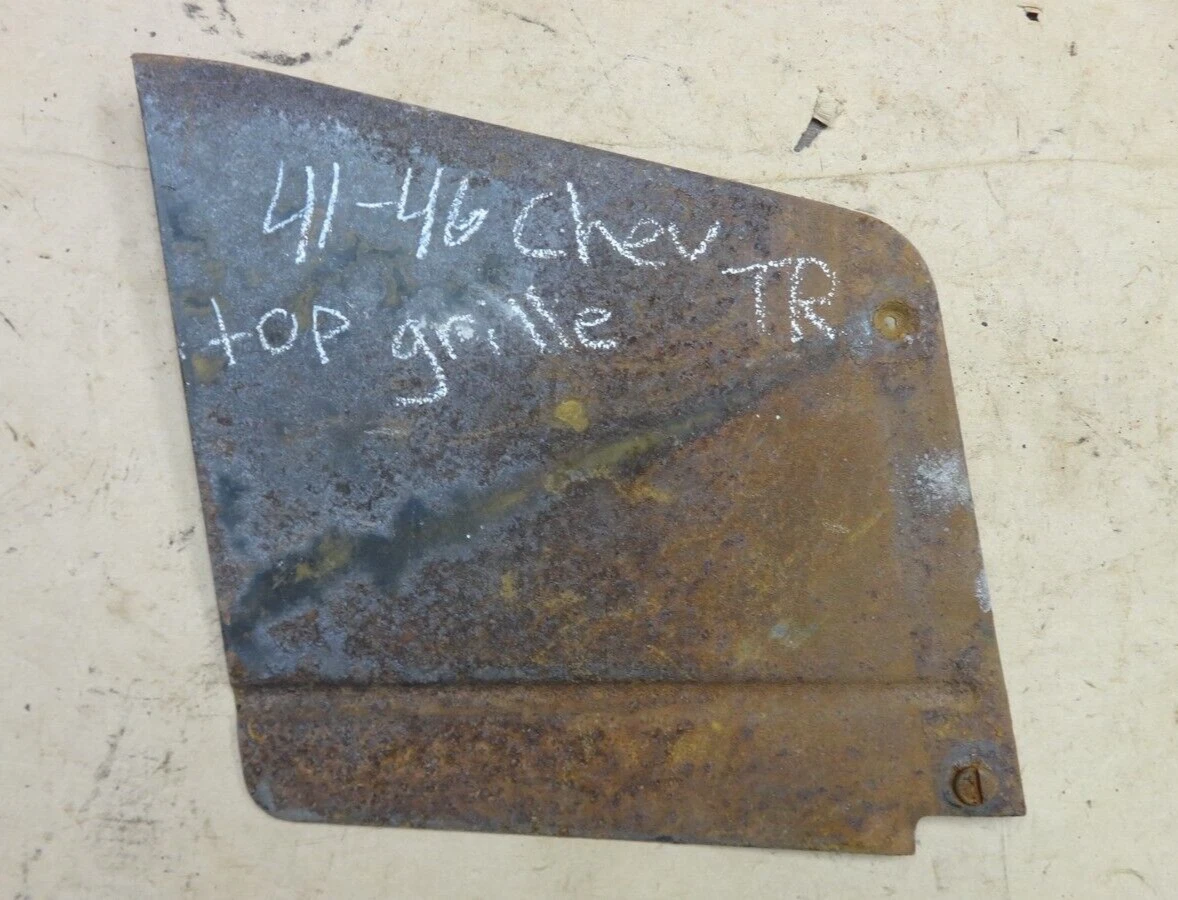 41-46 Chev
top grille TR